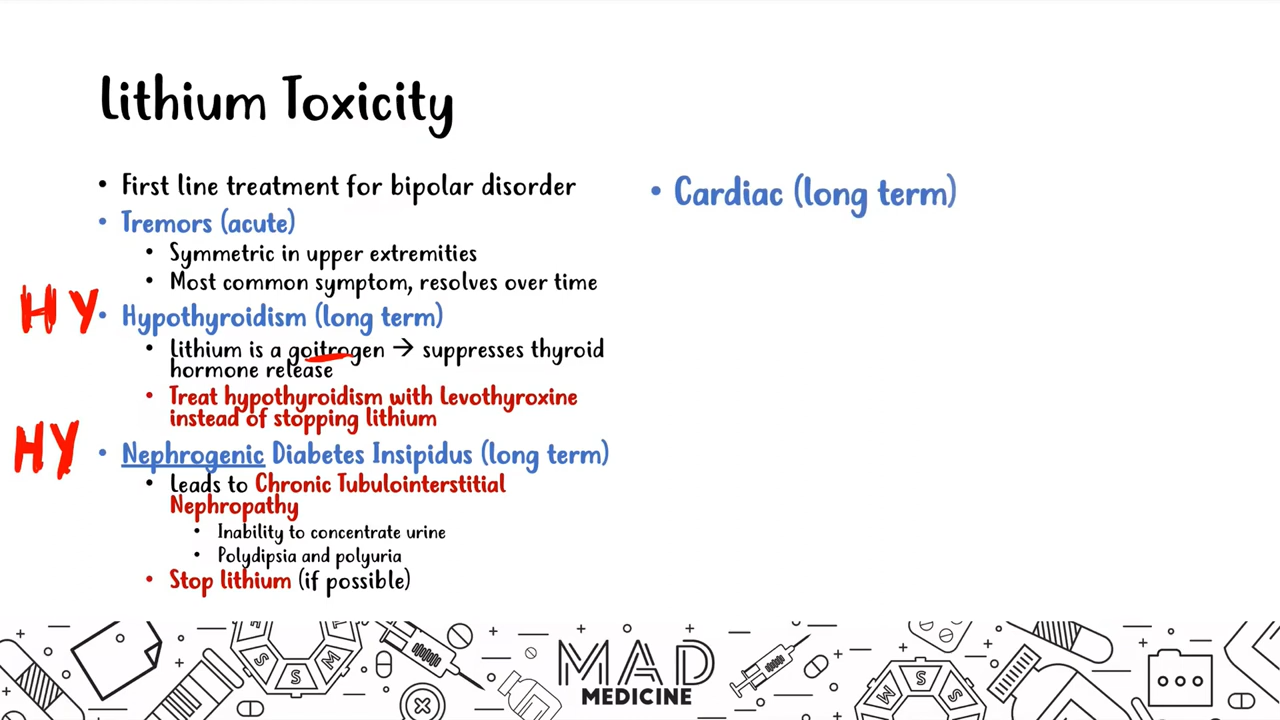 Lithium Toxicity
• First line treatment for bipolar disorder
• Tremors (acute)
• Symmetric in upper extremities
• Most common symptom, resolves over time
HY
• Hypothyroidism (long term)
• Lithium is a goitrogen → suppresses thyroid
hormone release
• Treat hypothyroidism with Levothyroxine
instead of stopping lithium
HY
• Nephrogenic Diabetes Insipidus (long term)
• Leads to Chronic Tubulointerstitial
Nephropathy
• Inability to concentrate urine
• Polydipsia and polyuria
• Stop lithium (if possible)
• Cardiac (long term)
S
S
M
MAD
MEDICINE
M
S
S